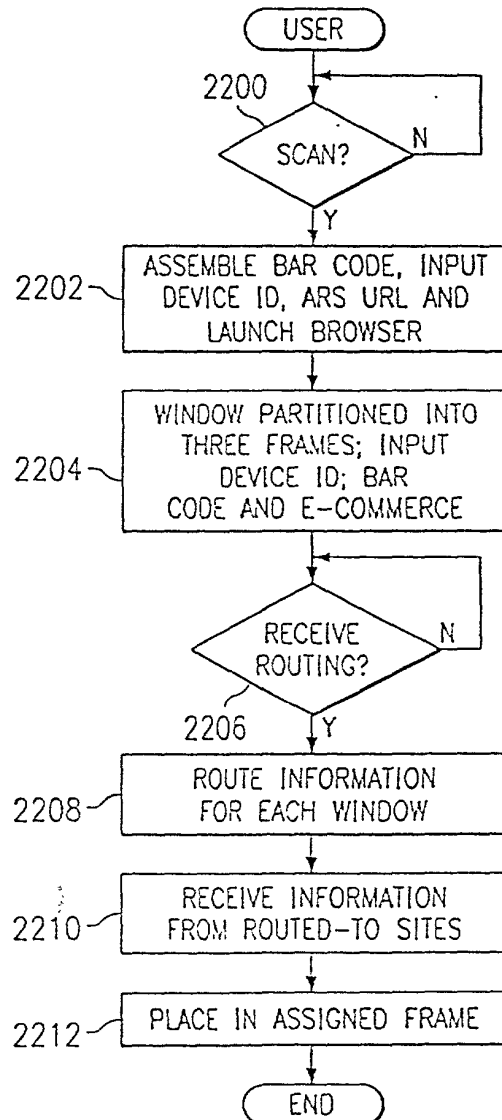 USER
2200
SCAN?
N
Y
2202
ASSEMBLE BAR CODE, INPUT
DEVICE ID, ARS URL AND
LAUNCH BROWSER
2204
WINDOW PARTITIONED INTO
THREE FRAMES; INPUT
DEVICE ID; BAR
CODE AND E-COMMERCE
RECEIVE
ROUTING?
N
2206
Y
2208
ROUTE INFORMATION
FOR EACH WINDOW
2210
RECEIVE INFORMATION
FROM ROUTED-TO SITES
2212
PLACE IN ASSIGNED FRAME
END